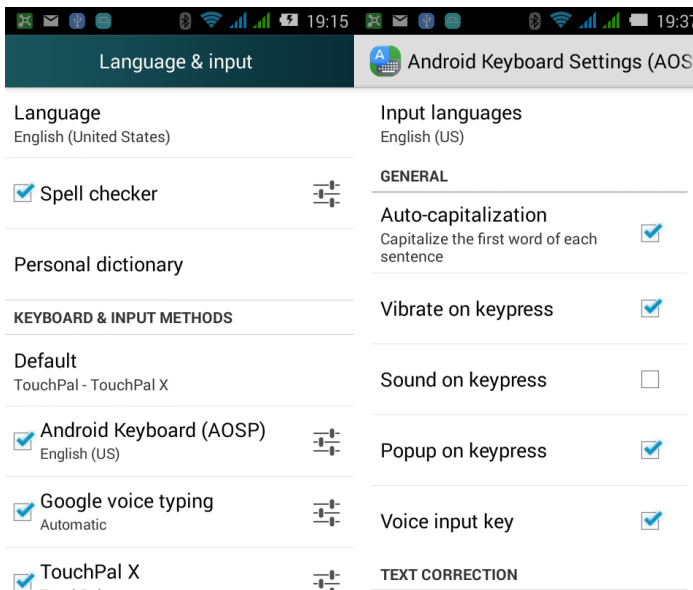 19:15
Language & input
Language
English (United States)
Spell checker
Personal dictionary
KEYBOARD & INPUT METHODS
Default
TouchPal - TouchPal X
Android Keyboard (AOSP)
English (US)
Google voice typing
Automatic
TouchPal X
19:37
Android Keyboard Settings (AOS
Input languages
English (US)
GENERAL
Auto-capitalization
Capitalize the first word of each
sentence
Vibrate on keypress
Sound on keypress
Popup on keypress
Voice input key
TEXT CORRECTION